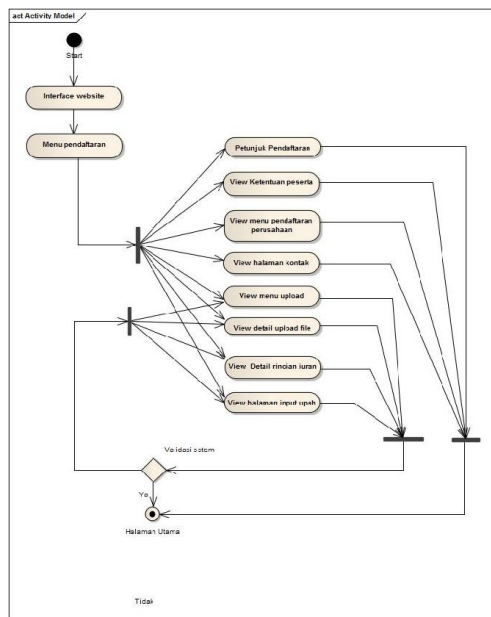 act Activity Model
Start
Interface website
Menu pendaftaran
Petunjuk Pendaftaran
View Ketentuan peserta
View menu pendaftaran
perusahaan
View halaman kontak
View menu upload
View detail upload file
View Detail rincian iuran
View halaman input upah
Validasi sistem
Ya
Halaman Utama
Tidak